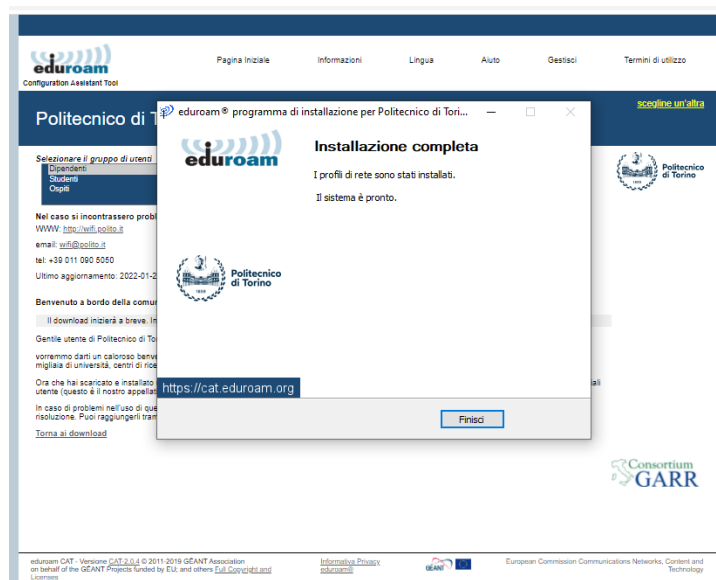 eduroam
Configuration Assistant Tool
Pagina Iniziale
Informazioni
Lingua
Aiuto
Gestisci
Termini di utilizzo
Politecnico di
scegline un'altra
Selezionare il gruppo di utenti
Dipendenti
Studenti
Ospiti
Politecnico
di Torino
Nel caso si incontrassero probl
WWW: http://wifi.polito.it
email: wifi@polito.it
tel: +39 011 090 5050
Ultimo aggiornamento: 2022-01-2
Benvenuto a bordo della comu
Il download inizierà a breve. In
Gentile utente di Politecnico di To
vorremmo darti un caloroso benve
migliaia di università, centri di rice
Ora che hai scaricato e installato
ali
utente (questo è il nostro appellat
In caso di problemi nell'uso di que
risoluzione. Puoi raggiungerli tram
Torna ai download
eduroam® programma di installazione per Politecnico di Tori...
eduroam
Installazione completa
I profili di rete sono stati installati.
Il sistema è pronto.
Politecnico
di Torino
1859
https://cat.eduroam.org
Finisci
Consortium
GARR
eduroam CAT - Versione CAT-2.0.4 © 2011-2019 GÉANT Association
on behalf of the GÉANT Projects funded by EU; and others Full Copyright and
Licenses
Informativa Privacy
eduroam®
GÉANT
European Commission Communications Networks, Content and
Technology